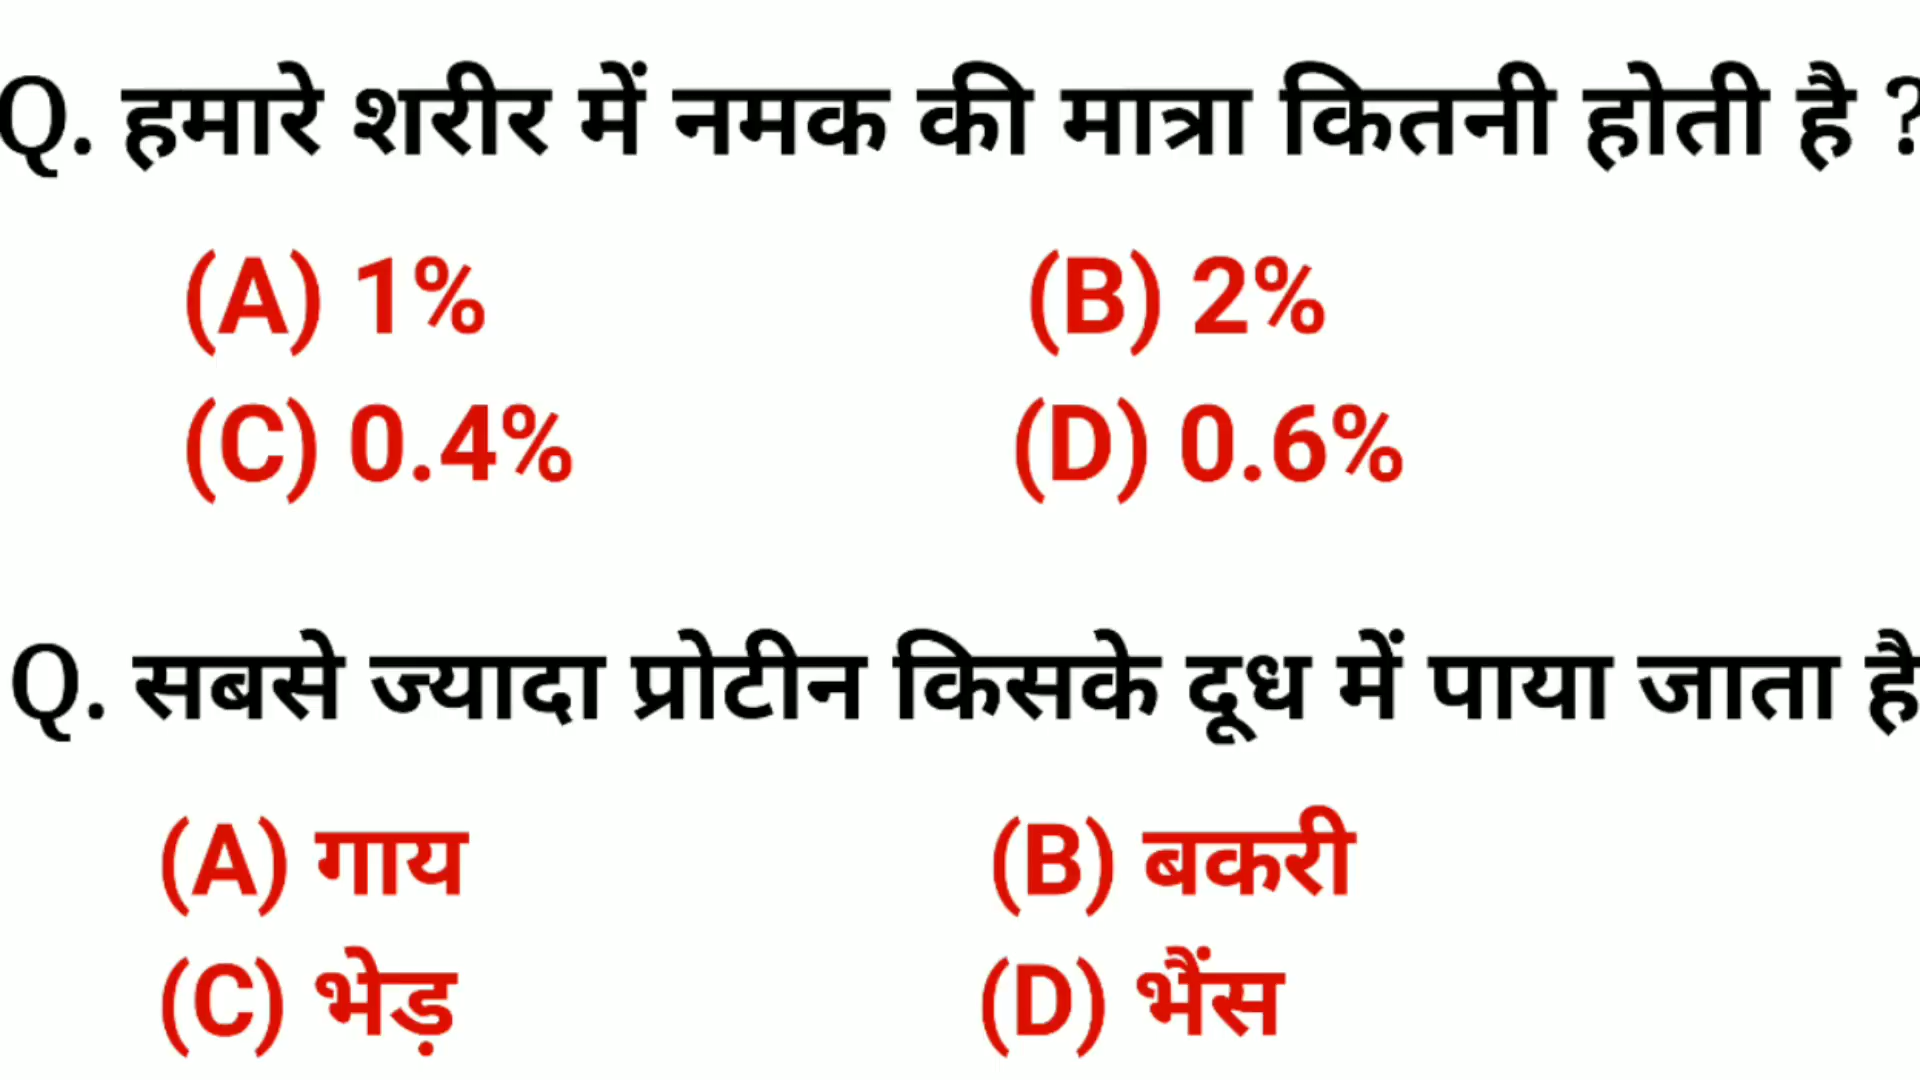 Q. हमारे शरीर में नमक की मात्रा कितनी होती है ?
(A) 1% (B) 2%
(C) 0.4% (D) 0.6%
Q. सबसे ज्यादा प्रोटीन किसके दूध में पाया जाता है
(A) गाय (B) बकरी
(C) भेड़ (D) भैंस